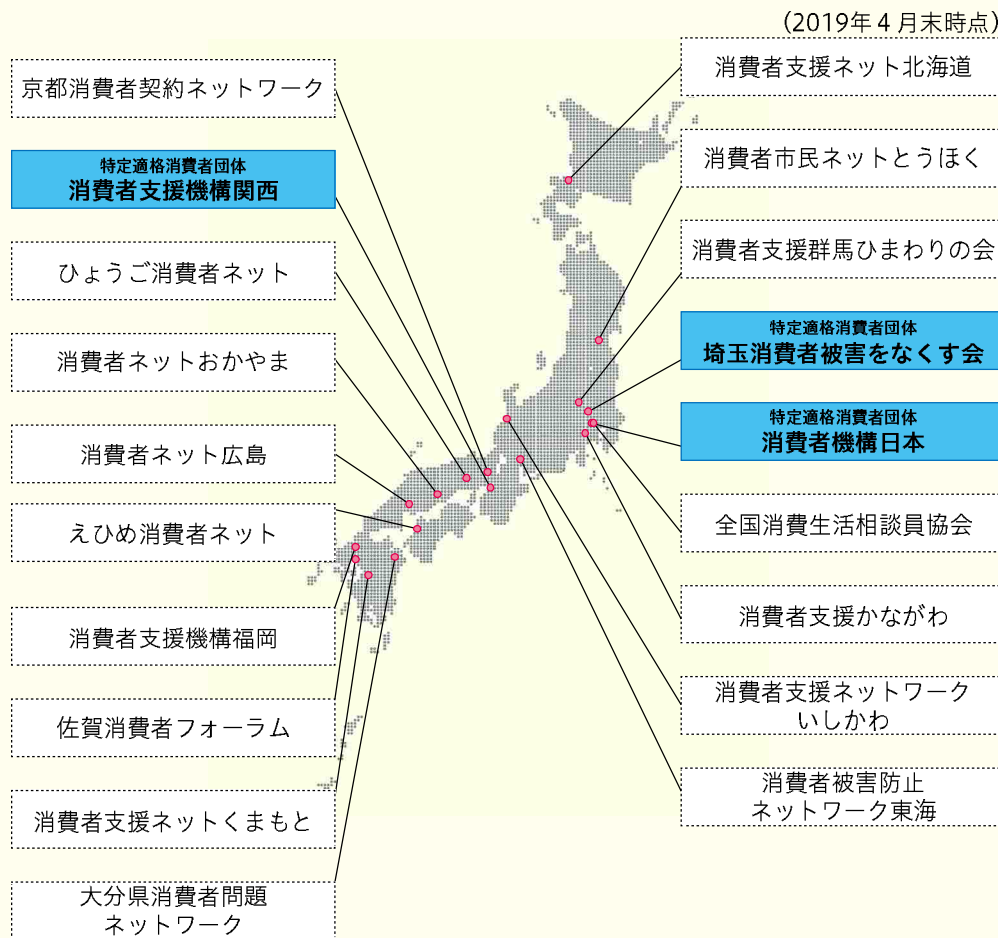 (2019年4月末時点)
京都消費者契約ネットワーク
特定適格消費者団体
消費者支援機構関西
ひょうご消費者ネット
消費者ネットおかやま
消費者ネット広島
えひめ消費者ネット
消費者支援機構福岡
佐賀消費者フォーラム
消費者支援ネットくまもと
大分県消費者問題
ネットワーク
消費者支援ネット北海道
消費者市民ネットとうほく
消費者支援群馬ひまわりの会
特定適格消費者団体
埼玉消費者被害をなくす会
特定適格消費者団体
消費者機構日本
全国消費生活相談員協会
消費者支援かながわ
消費者支援ネットワーク
いしかわ
消費者被害防止
ネットワーク東海